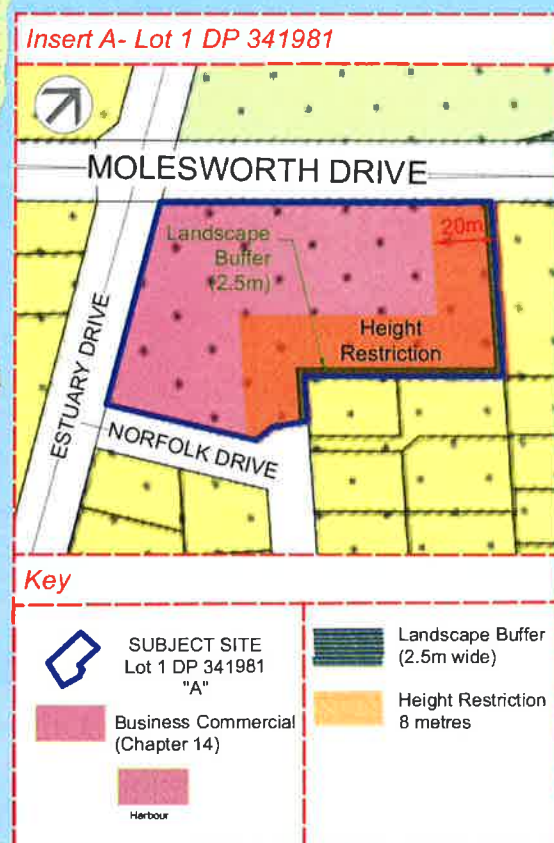 Insert A- Lot 1 DP 341981
MOLESWORTH DRIVE
Landscape
Buffer
(2.5m)
20m
Height
Restriction
ESTUARY DRIVE
NORFOLK DRIVE
Key
SUBJECT SITE
Lot 1 DP 341981
"A"
Business Commercial
(Chapter 14)
Harbour
Landscape Buffer
(2.5m wide)
Height Restriction
8 metres